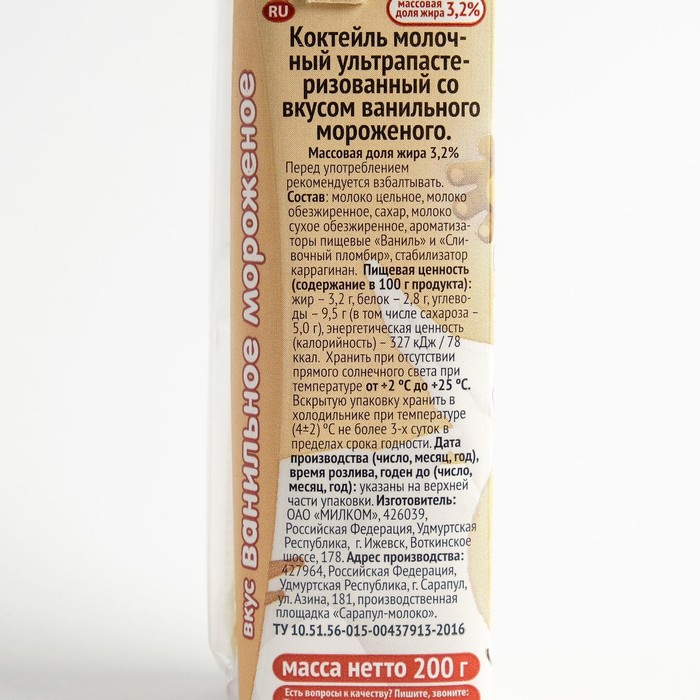 RU
массовая
доля жира 3,2%
Коктейль молоч-
ный ультрапасте-
ризованный со
вкусом ванильного
мороженого.
Массовая доля жира 3,2%
Перед употреблением
рекомендуется взбалтывать.
Состав: молоко цельное, молоко
обезжиренное, сахар, молоко
сухое обезжиренное, ароматиза-
торы пищевые «Ваниль» и «Сли-
вочный пломбир», стабилизатор
каррагинан. Пищевая ценность
(содержание в 100 г продукта):
жир – 3,2 г, белок – 2,8 г, углево-
ды – 9,5 г (в том числе сахароза –
5,0 г), энергетическая ценность
(калорийность) – 327 кДж / 78
ккал. Хранить при отсутствии
прямого солнечного света при
температуре от +2 ºС до +25 ºС.
Вскрытую упаковку хранить в
холодильнике при температуре
(4±2) ºС не более 3-х суток в
пределах срока годности. Дата
производства (число, месяц, год),
время розлива, годен до (число,
месяц, год): указаны на верхней
части упаковки. Изготовитель:
ОАО «МИЛКОМ», 426039,
Российская Федерация, Удмуртская
Республика, г. Ижевск, Воткинское
шоссе, 178. Адрес производства:
427964, Российская Федерация,
Удмуртская Республика, г. Сарапул,
ул. Азина, 181, производственная
площадка «Сарапул-молоко».
ТУ 10.51.56-015-00437913-2016
масса нетто 200 г
Есть вопросы к качеству? Пишите, звоните:
вкус ванильное мороженое